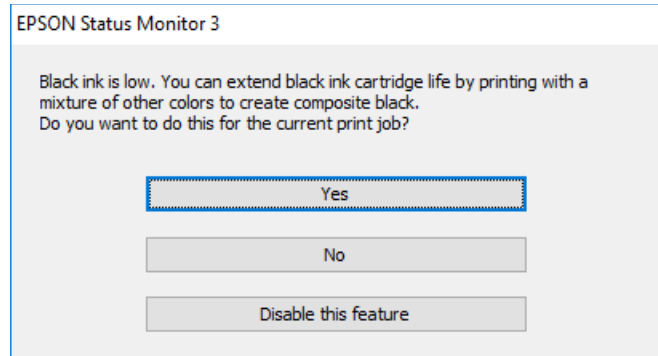 EPSON Status Monitor 3
Black ink is low. You can extend black ink cartridge life by printing with a
mixture of other colors to create composite black.
Do you want to do this for the current print job?
Yes
No
Disable this feature